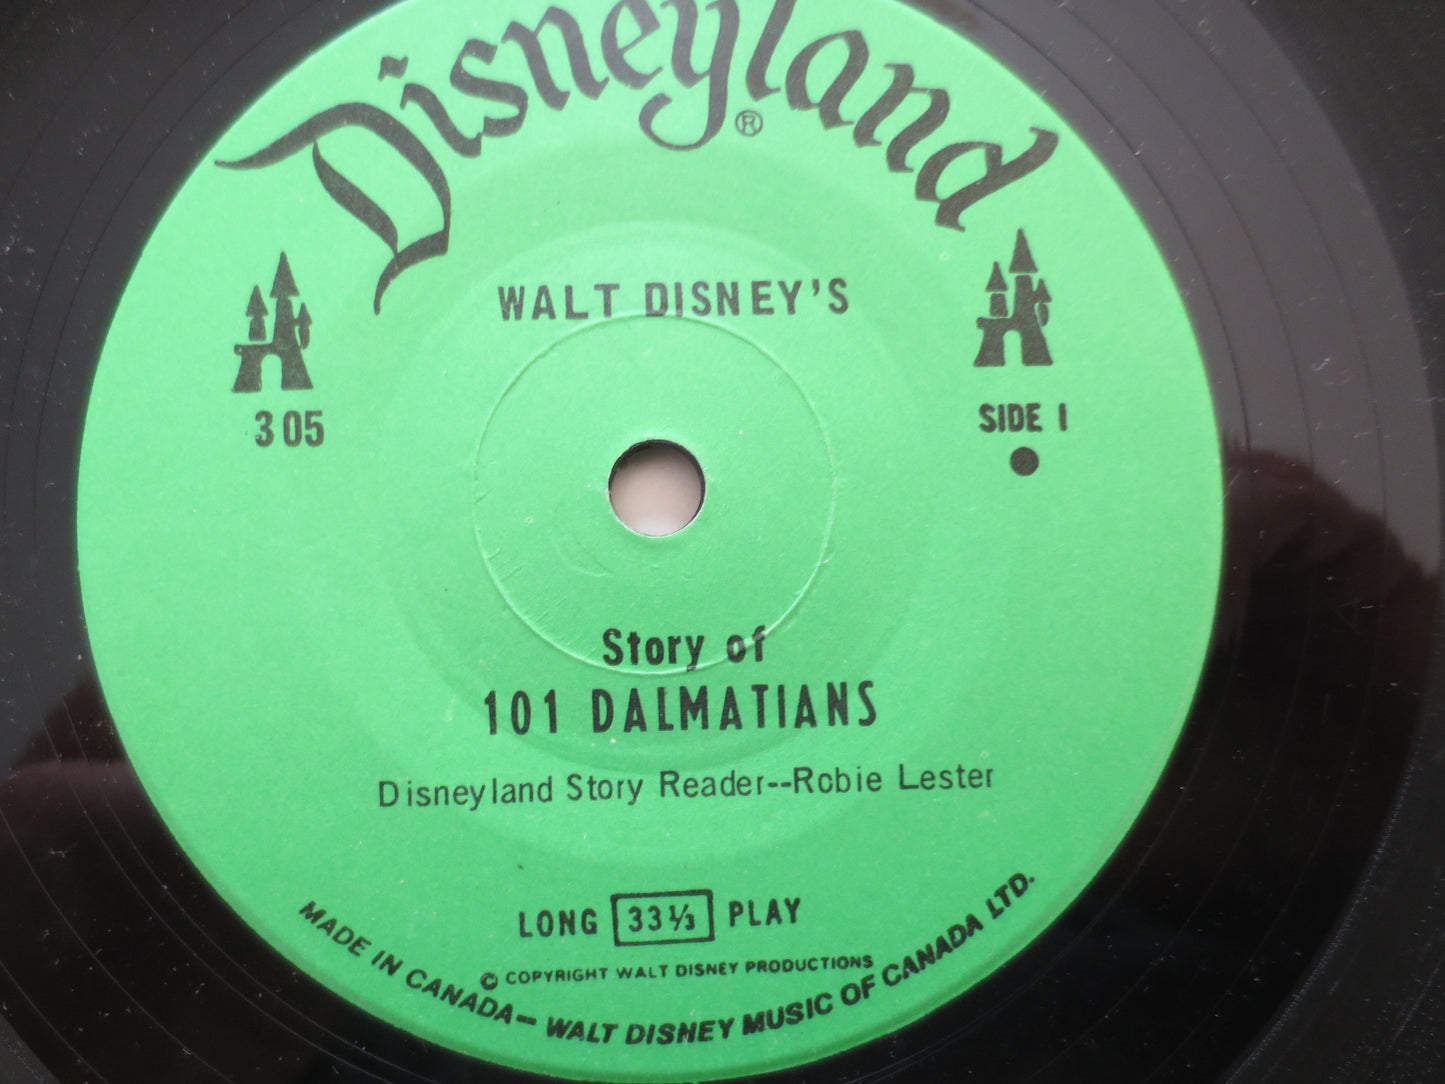 Disneyland
®
WALT DISNEY'S
305
SIDE 1
Story of
101 DALMATIANS
Disneyland Story Reader--Robie Lester
LONG 33⅓ PLAY
© COPYRIGHT WALT DISNEY PRODUCTIONS
MADE IN CANADA— WALT DISNEY MUSIC OF CANADA LTD.